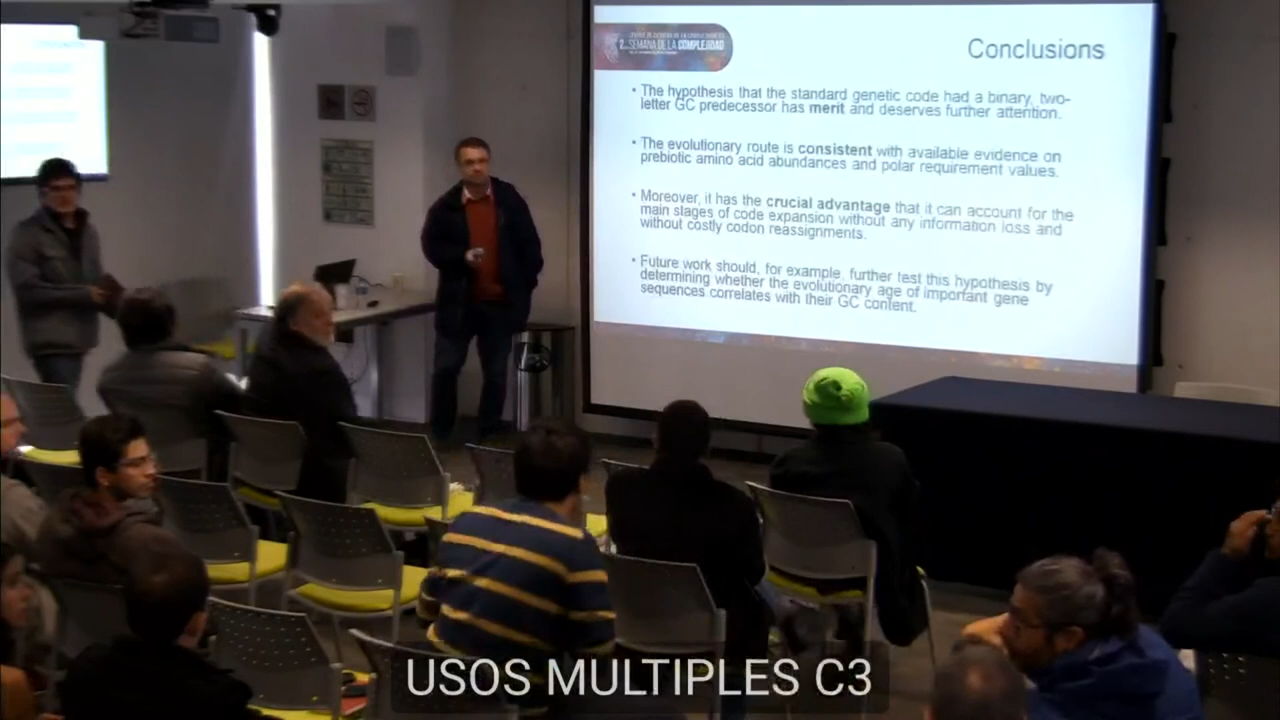 2.. SEMANA DE LA COMPLEJIDAD
Conclusions
• The hypothesis that the standard genetic code had a binary, two-
letter GC predecessor has merit and deserves further attention.
• The evolutionary route is consistent with available evidence on
prebiotic amino acid abundances and polar requirement values.
• Moreover, it has the crucial advantage that it can account for the
main stages of code expansion without any information loss and
without costly codon reassignments.
• Future work should, for example, further test this hypothesis by
determining whether the evolutionary age of important gene
sequences correlates with their GC content.
USOS MULTIPLES C3